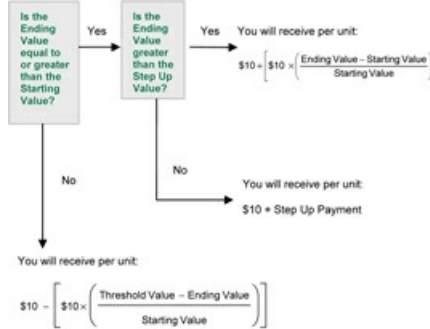 Is the
Ending
Value
equal to
or greater
than the
Starting
Value?
Yes
Is the
Ending
Value
greater
than the
Step Up
Value?
Yes
You will receive per unit:
$10 + [ $10 × ( Ending Value – Starting Value
Starting Value
No
No
You will receive per unit:
$10 + Step Up Payment
You will receive per unit:
$10 – [ $10 × ( Threshold Value – Ending Value
Starting Value ) ]